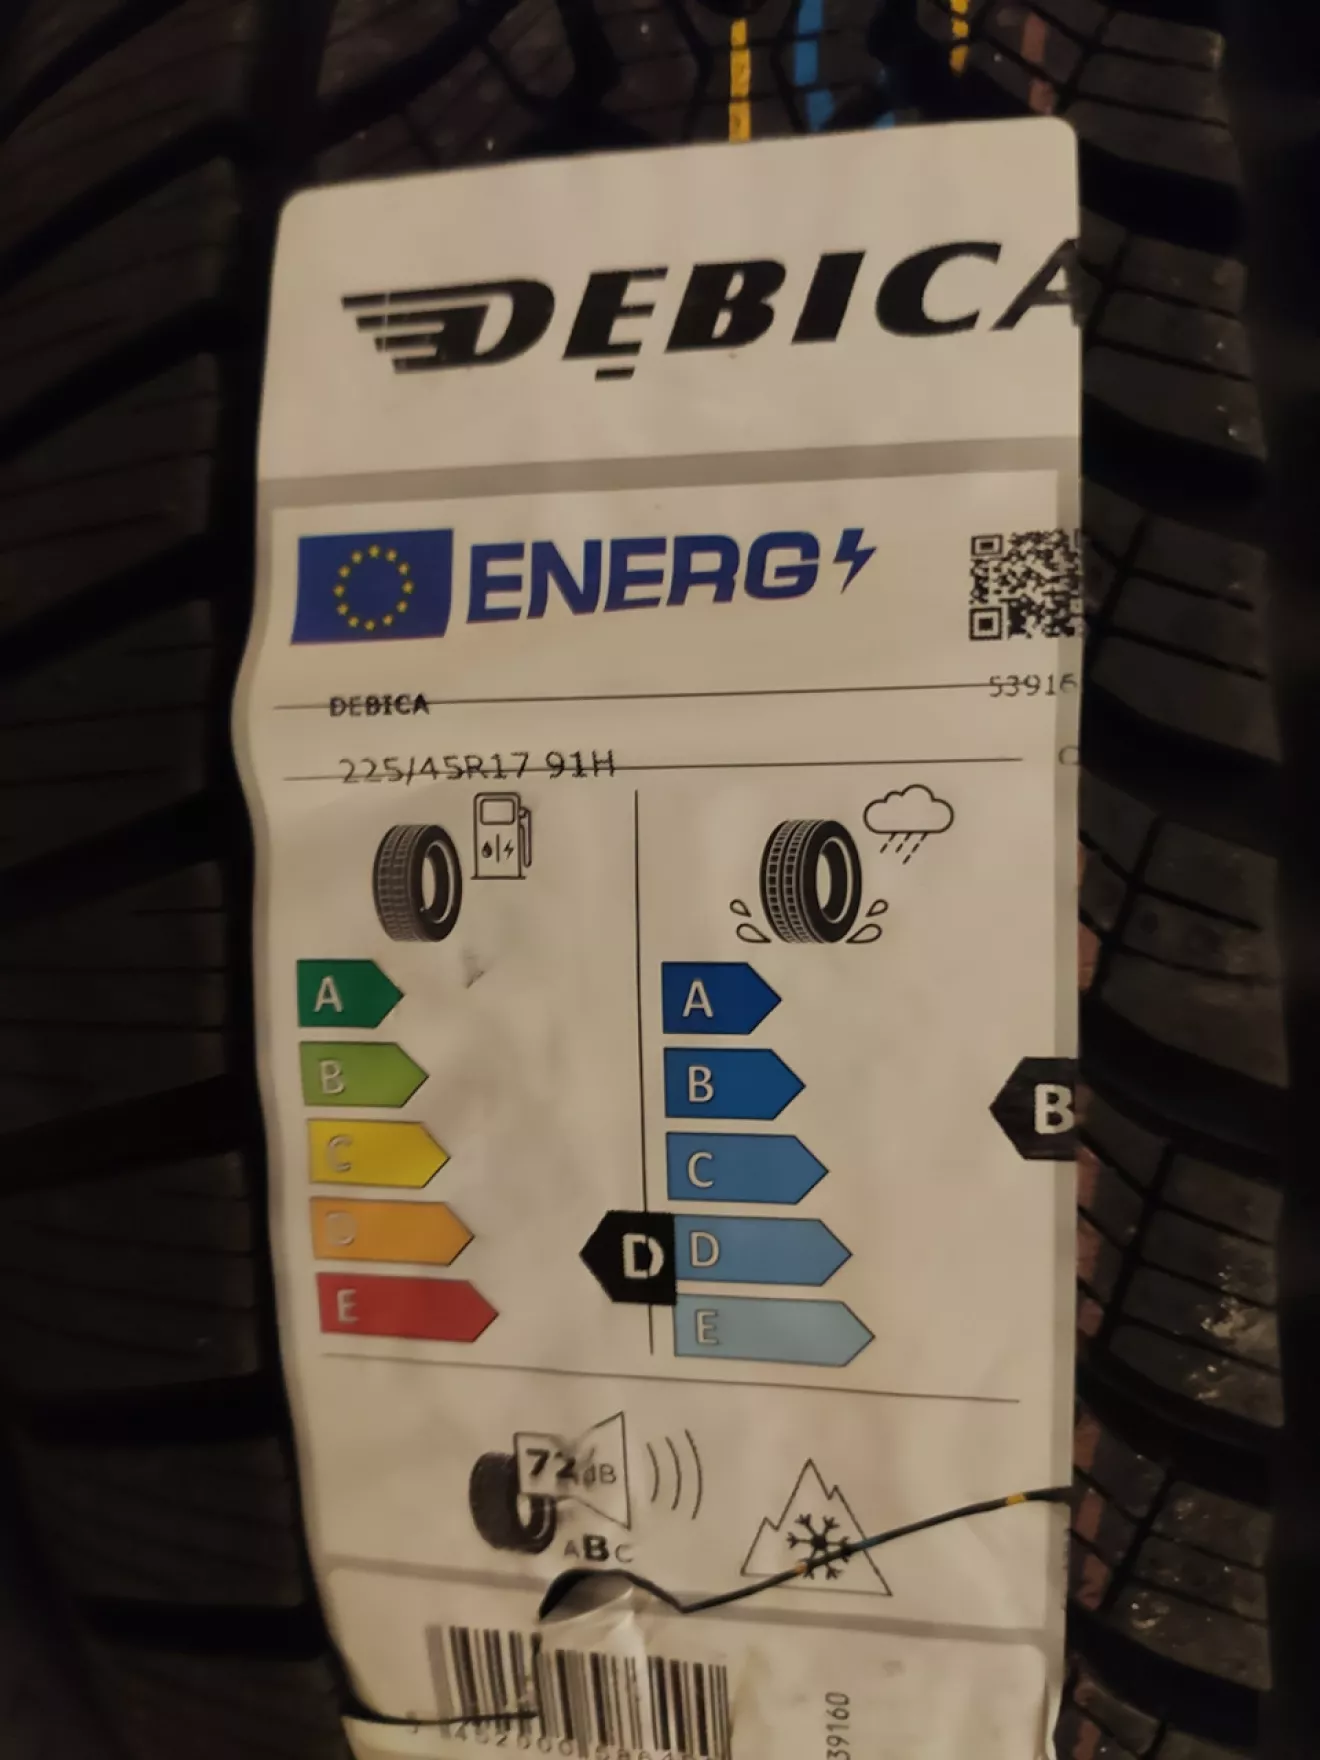 DĘBICA
ENERG
DEBICA 53916
225/45R17 91H C
A A
B B B
C C
D D D
E E
72 dB
ABC
39160